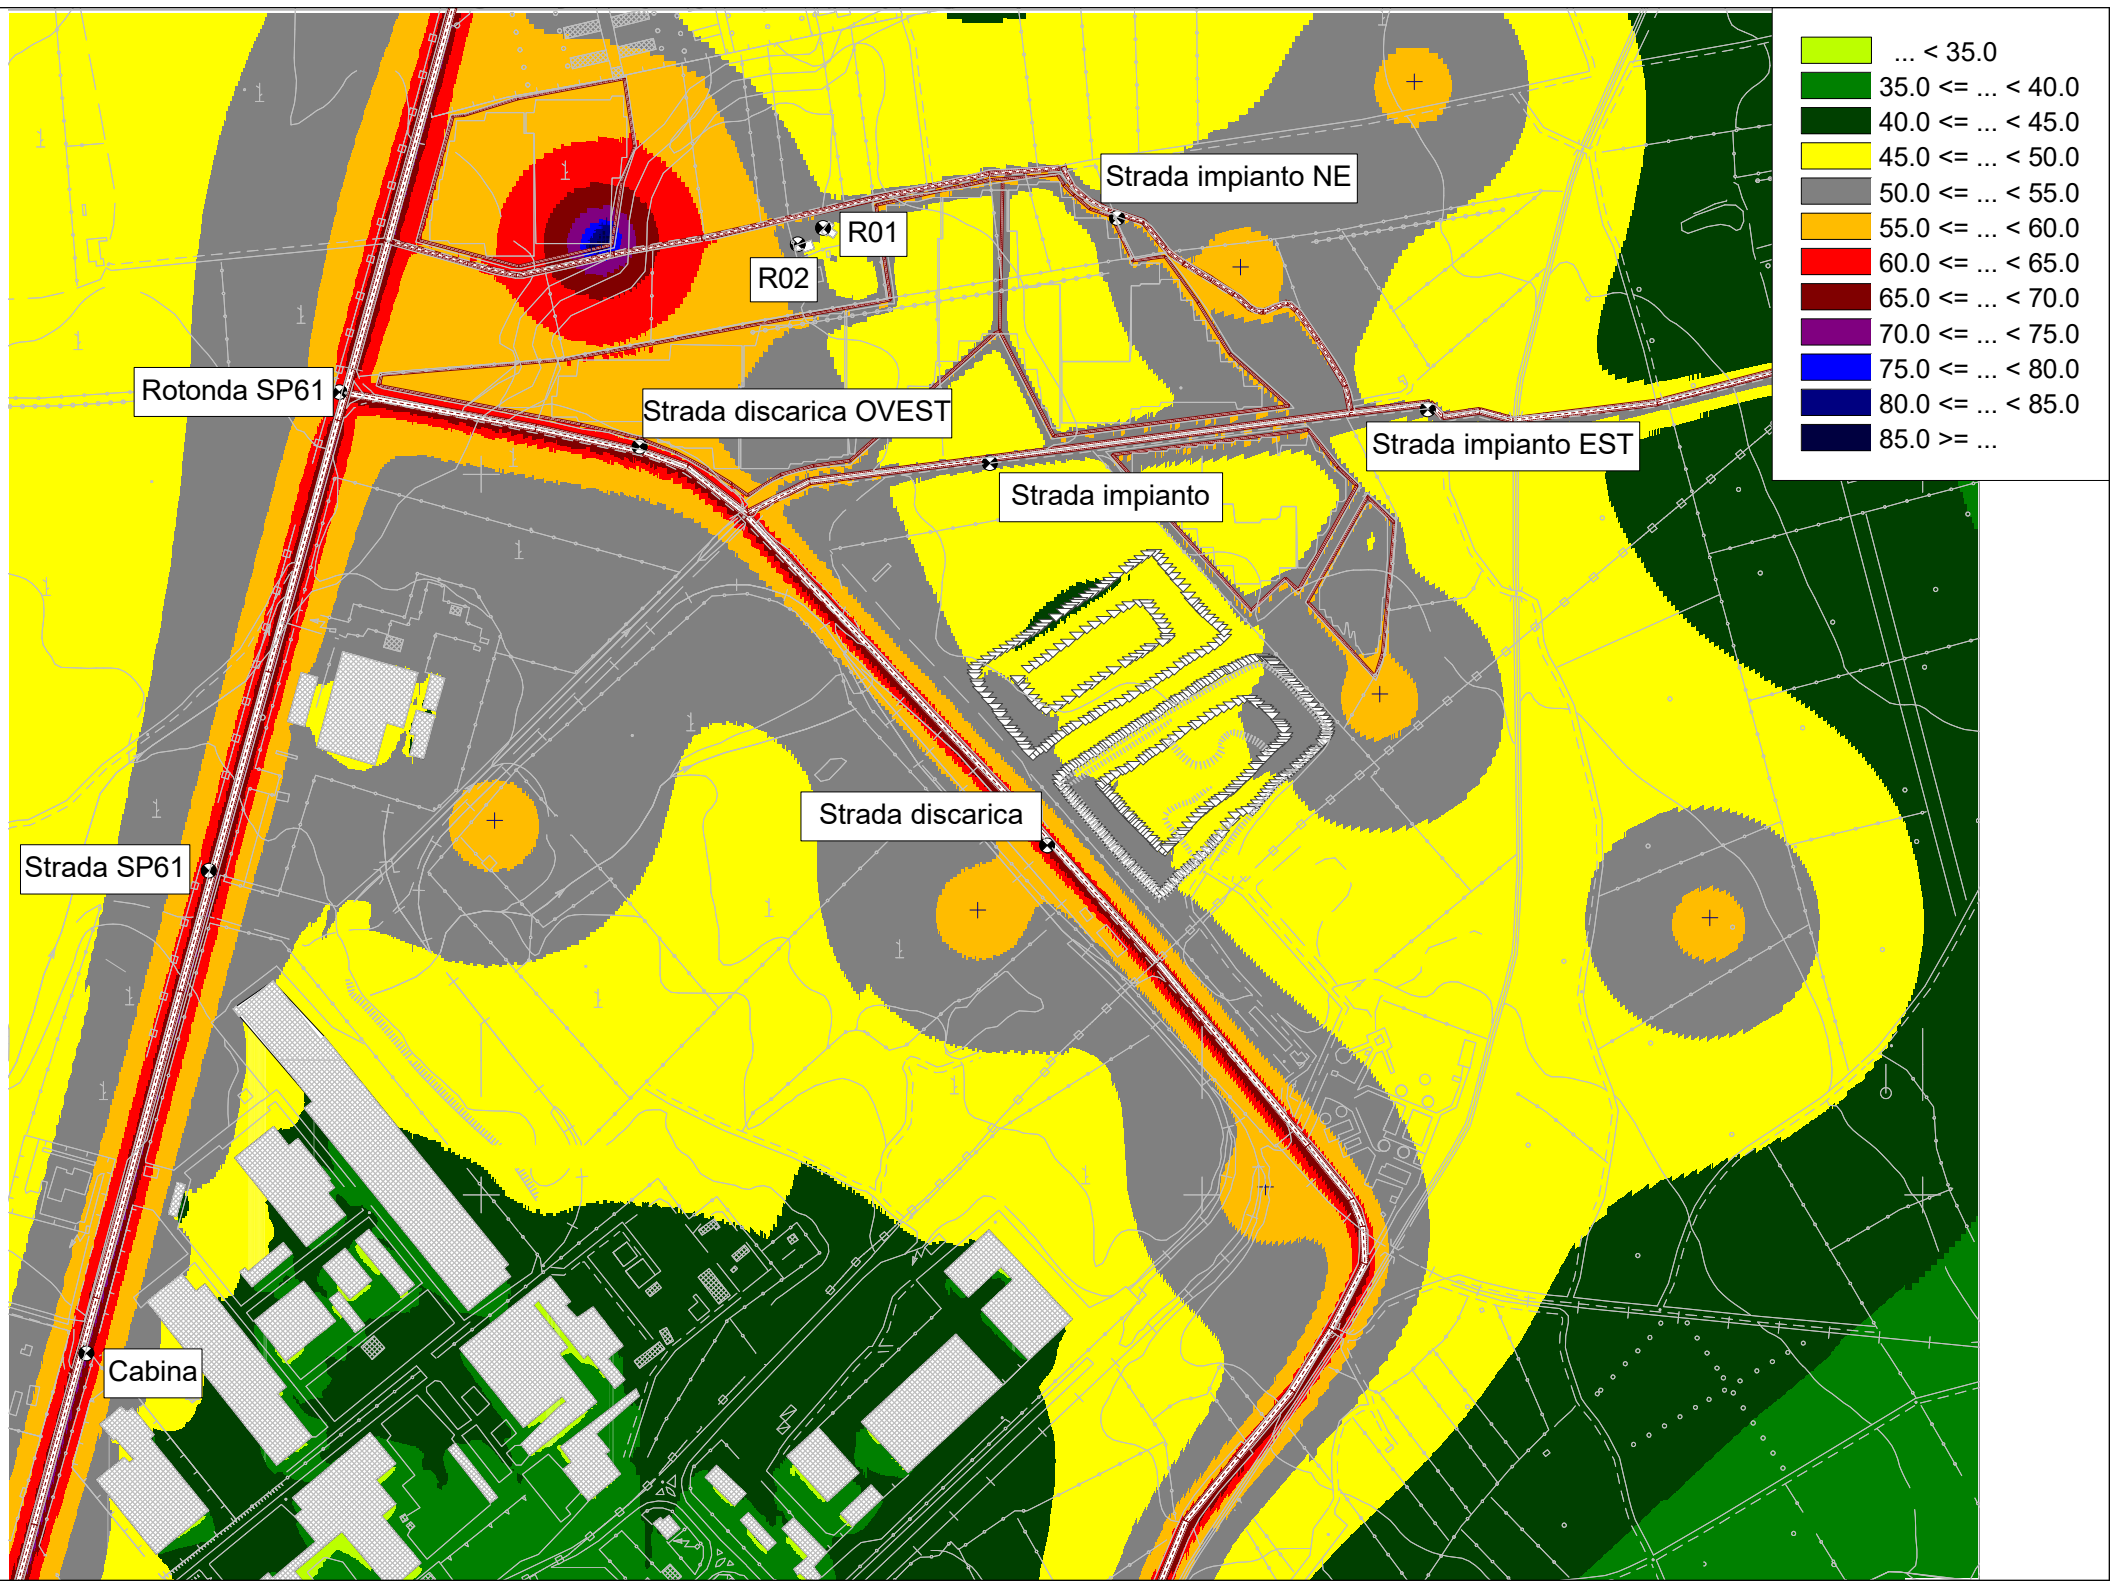 ... < 35.0
35.0 <= ... < 40.0
40.0 <= ... < 45.0
45.0 <= ... < 50.0
50.0 <= ... < 55.0
55.0 <= ... < 60.0
60.0 <= ... < 65.0
65.0 <= ... < 70.0
70.0 <= ... < 75.0
75.0 <= ... < 80.0
80.0 <= ... < 85.0
85.0 >= ...
Strada impianto NE
R01
R02
Rotonda SP61
Strada discarica OVEST
Strada impianto EST
Strada impianto
Strada discarica
Strada SP61
Cabina